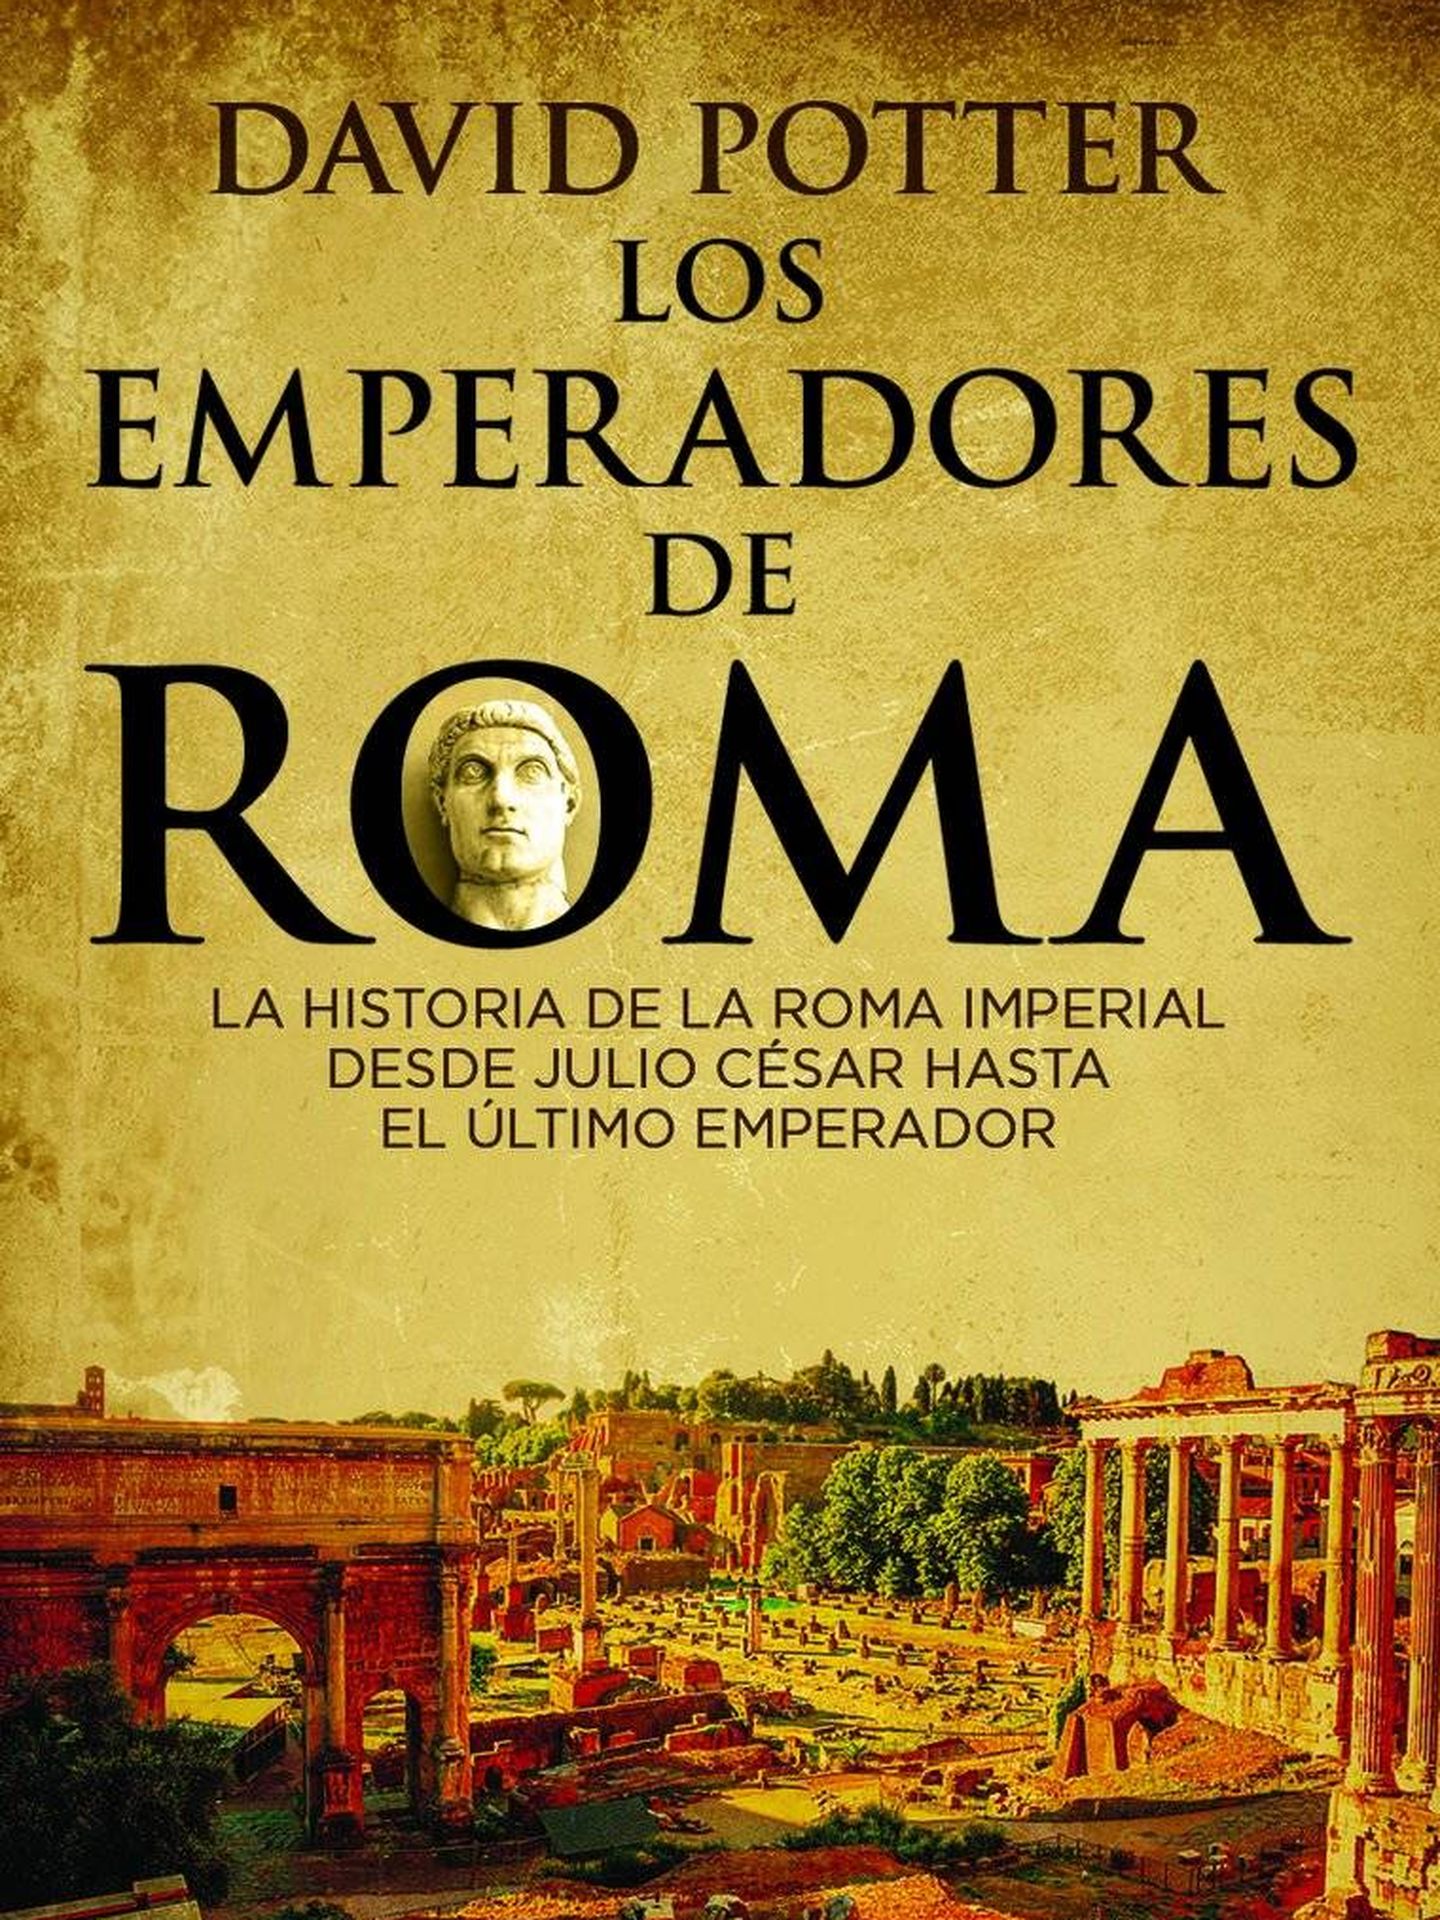 DAVID POTTER
LOS
EMPERADORES
DE
ROMA
LA HISTORIA DE LA ROMA IMPERIAL
DESDE JULIO CÉSAR HASTA
EL ÚLTIMO EMPERADOR